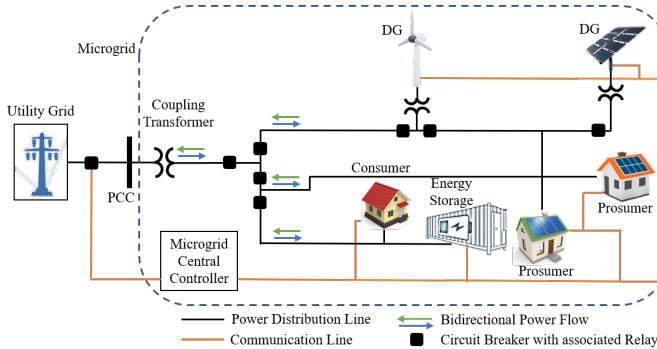 Microgrid
DG
DG
Utility Grid
Coupling
Transformer
PCC
Consumer
Energy
Storage
Prosumer
Prosumer
Microgrid
Central
Controller
Power Distribution Line
Bidirectional Power Flow
Communication Line
Circuit Breaker with associated Relay